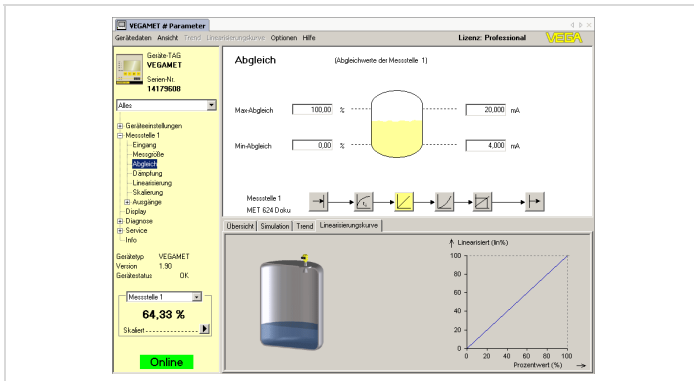 VEGAMET # Parameter
Gerätedaten Ansicht Trend Linearisierungskurve Optionen Hilfe
Lizenz: Professional
VEGA
Geräte-TAG
VEGAMET
Serien-Nr.
14179608
Alles
Geräteeinstellungen
Messstelle 1
Eingang
Messgröße
Abgleich
Dämpfung
Linearisierung
Skalierung
Ausgänge
Display
Diagnose
Service
Info
Gerätetyp VEGAMET
Version 1.90
Gerätestatus OK
Messstelle 1
64,33 %
Skaliert
Online
Abgleich
(Abgleichwerte der Messstelle 1)
Max-Abgleich 100,00 % 20,000 mA
Min-Abgleich 0,00 % 4,000 mA
Messstelle 1
MET 624 Doku
Übersicht Simulation Trend Linearisierungskurve
Linearisiert (lin%)
100
80
60
40
20
0
0 20 40 60 80 100
Prozentwert (%)